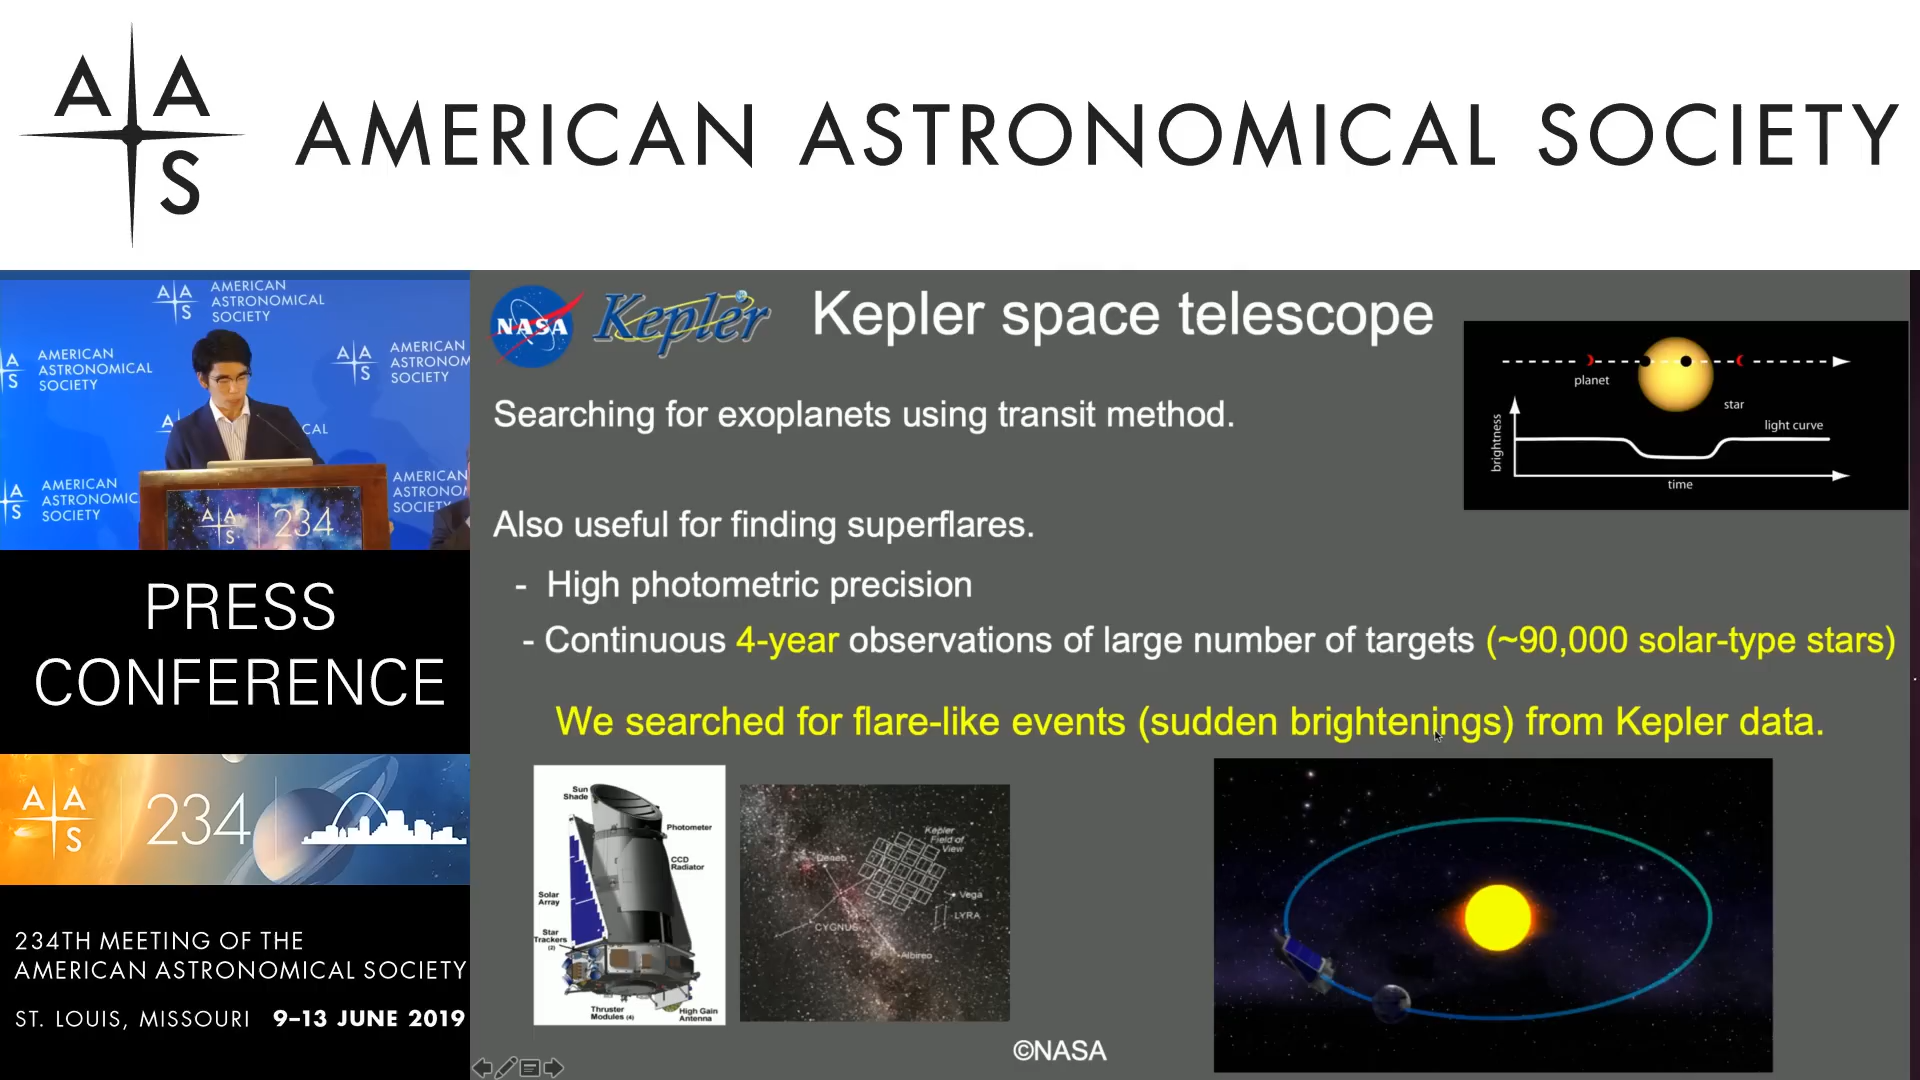 A A
S
AMERICAN ASTRONOMICAL SOCIETY
A A
AMERICAN
ASTRONOMICAL
SOCIETY
A
S
AMERICAN
ASTRONOMICAL
SOCIETY
A A
S
AMERICAN
ASTRONOM
SOCIETY
A
CAL
A
S
AMERICAN
ASTRONOMIC
SOCIETY
AMERICAN
ASTRONO
SOCIETY
A A
S
234
PRESS
CONFERENCE
A A
S
234
234TH MEETING OF THE
AMERICAN ASTRONOMICAL SOCIETY
ST. LOUIS, MISSOURI 9–13 JUNE 2019
NASA
Kepler
Kepler space telescope
planet
star
light curve
brightness
time
Searching for exoplanets using transit method.
Also useful for finding superflares.
- High photometric precision
- Continuous 4-year observations of large number of targets (~90,000 solar-type stars)
We searched for flare-like events (sudden brightenings) from Kepler data.
Sun
Shade
Photometer
CCD
Radiator
Solar
Array
Star
Trackers
(2)
Thruster
Modules (4)
High Gain
Antenna
Kepler
Field of
View
Deneb
Vega
LYRA
CYGNUS
Albireo
©NASA